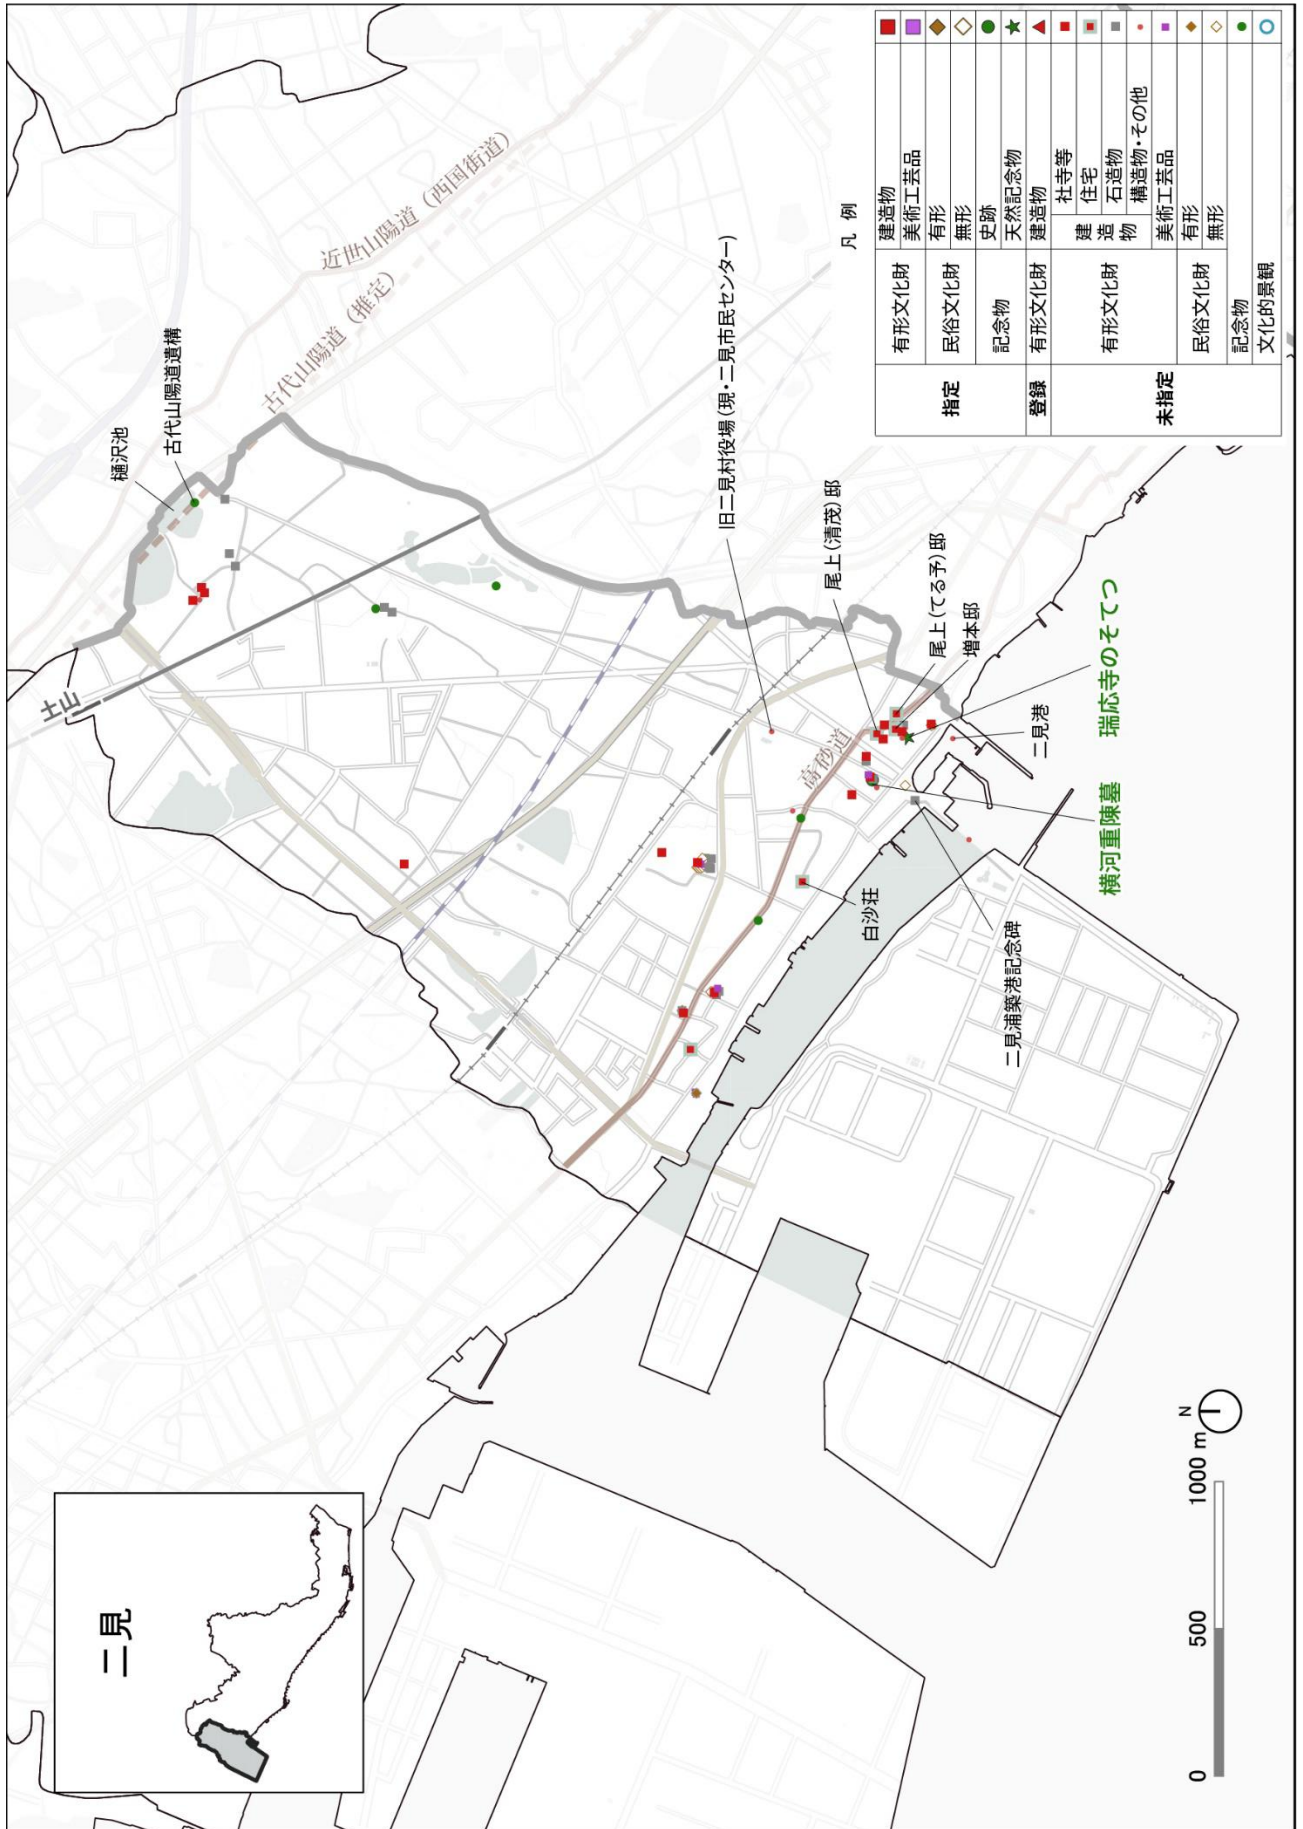 二見
土山
樋沢池
古代山陽道遺構
近世山陽道（西国街道）
古代山陽道（推定）
旧二見村役場（現・二見市民センター）
高砂道
尾上（清茂）邸
尾上（てる予）邸
増本邸
瑞応寺のそてつ
二見港
横河重陳墓
白沙荘
二見浦築港記念碑
凡 例
指定
有形文化財
建造物
美術工芸品
民俗文化財
有形
無形
記念物
史跡
天然記念物
登録
有形文化財
建造物
未指定
有形文化財
建造物
社寺等
住宅
石造物
構造物・その他
美術工芸品
民俗文化財
有形
無形
記念物
文化的景観
0 500 1000 m
N